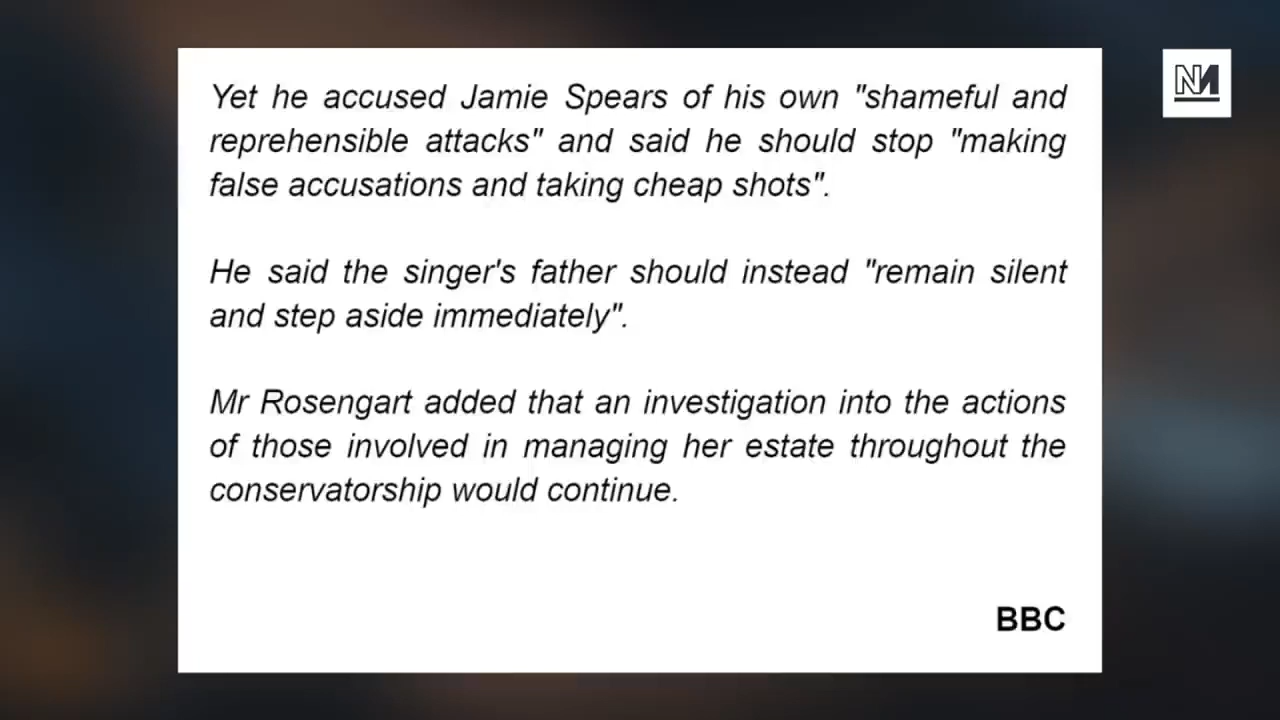 Yet he accused Jamie Spears of his own "shameful and
reprehensible attacks" and said he should stop "making
false accusations and taking cheap shots".
He said the singer's father should instead "remain silent
and step aside immediately".
Mr Rosengart added that an investigation into the actions
of those involved in managing her estate throughout the
conservatorship would continue.
BBC
NM